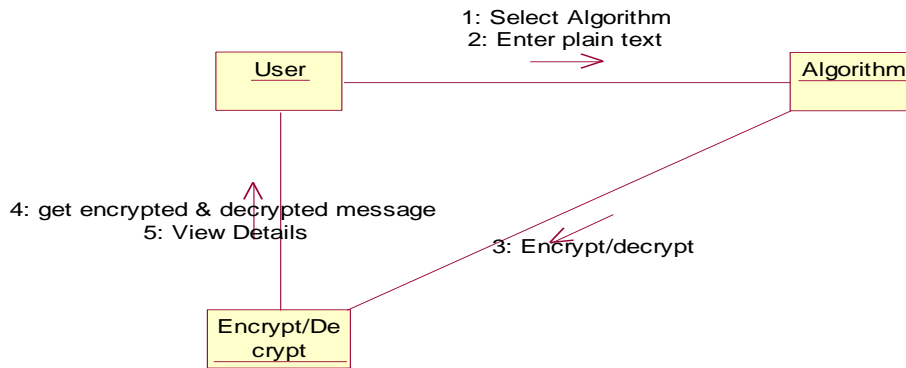 1: Select Algorithm
2: Enter plain text
User
Algorithm
4: get encrypted & decrypted message
5: View Details
3: Encrypt/decrypt
Encrypt/De
crypt